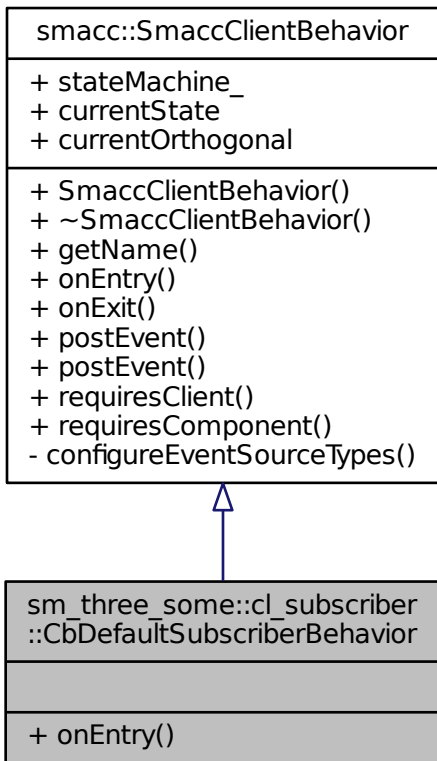 smacc::SmaccClientBehavior
+ stateMachine_
+ currentState
+ currentOrthogonal
+ SmaccClientBehavior()
+ ~SmaccClientBehavior()
+ getName()
+ onEntry()
+ onExit()
+ postEvent()
+ postEvent()
+ requiresClient()
+ requiresComponent()
- configureEventSourceTypes()
sm_three_some::cl_subscriber
::CbDefaultSubscriberBehavior
+ onEntry()